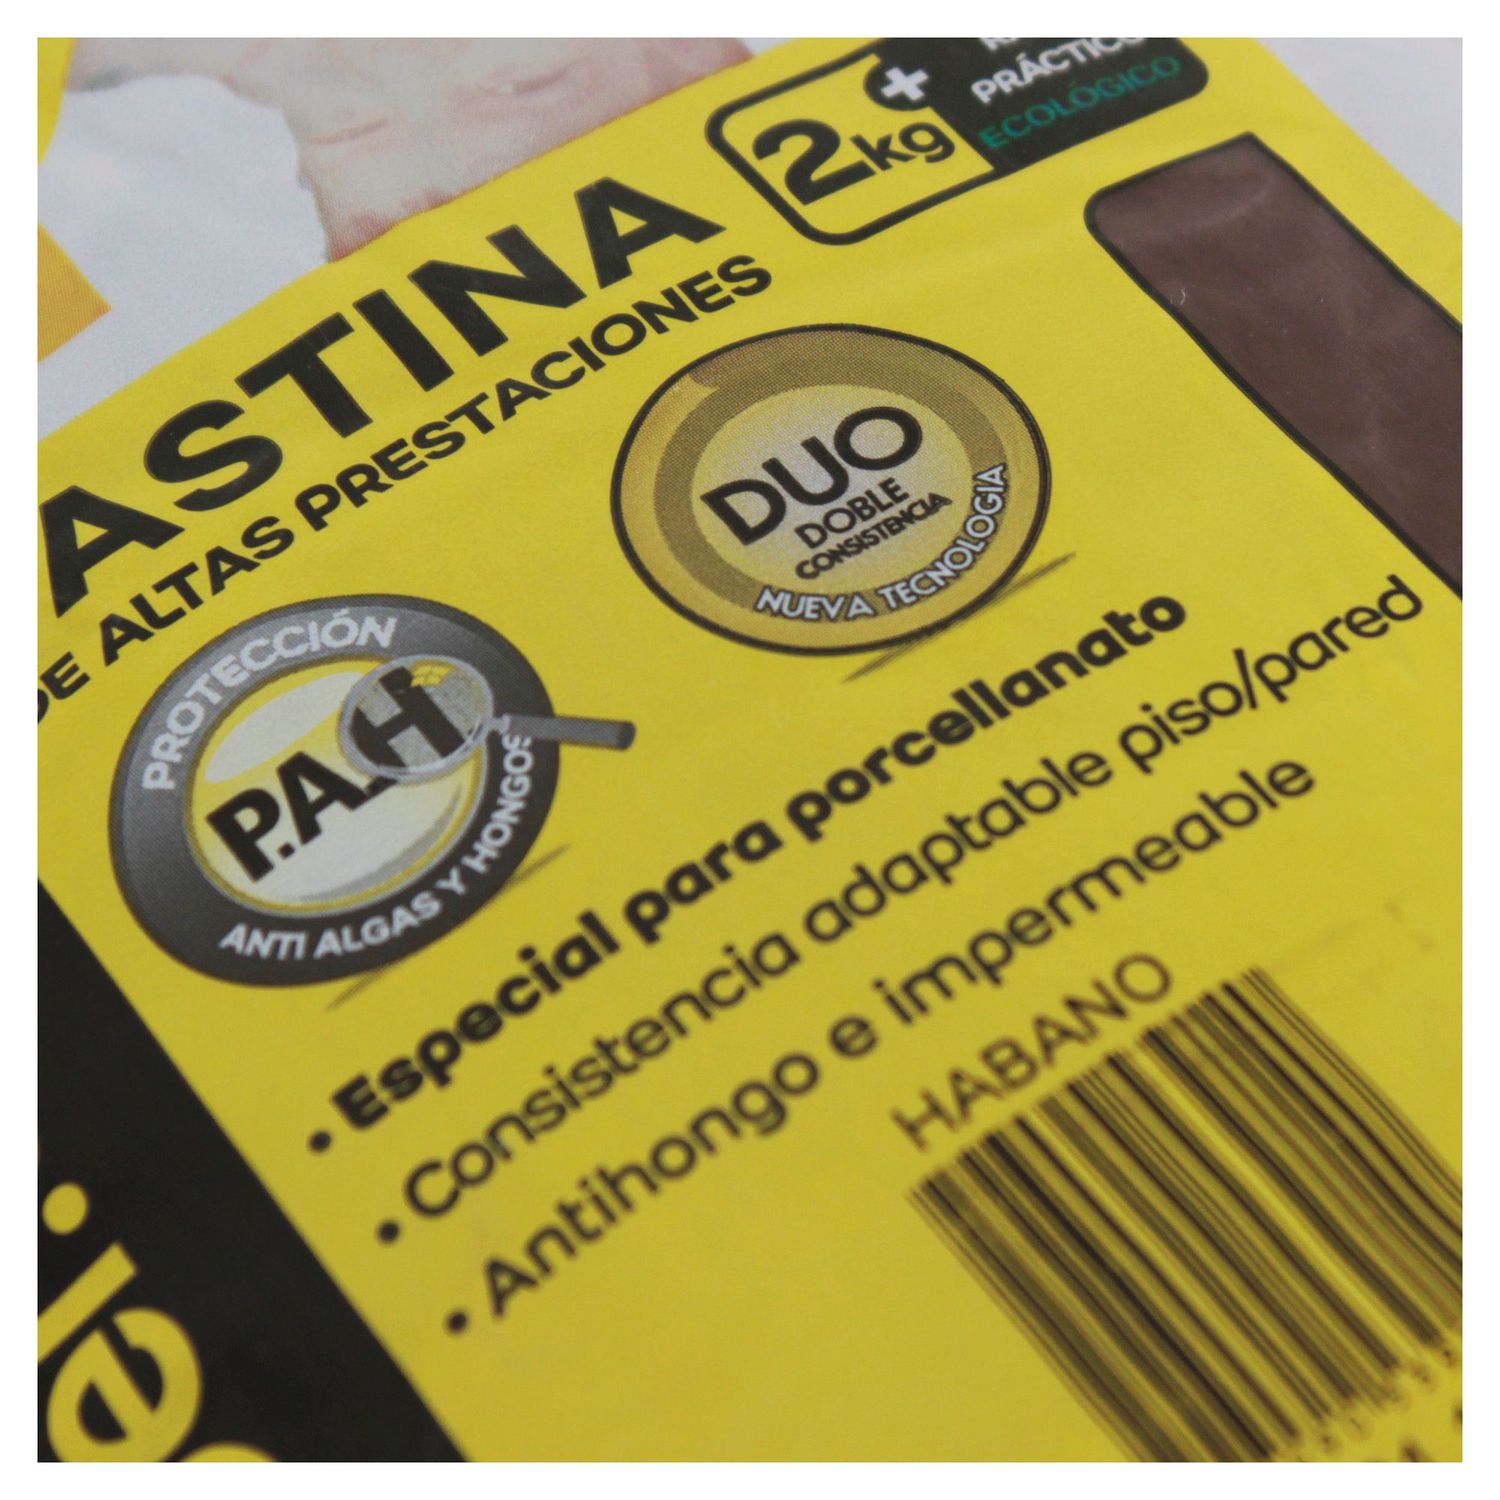 2kg
+
PRÁCTICO
ECOLÓGICO
ASTINA
DE ALTAS PRESTACIONES
DUO
DOBLE
CONSISTENCIA
NUEVA TECNOLOGIA
PROTECCIÓN
P.A.H
ANTI ALGAS Y HONGOS
• Especial para porcellanato
• Consistencia adaptable piso/pared
• Antihongo e impermeable
HABANO